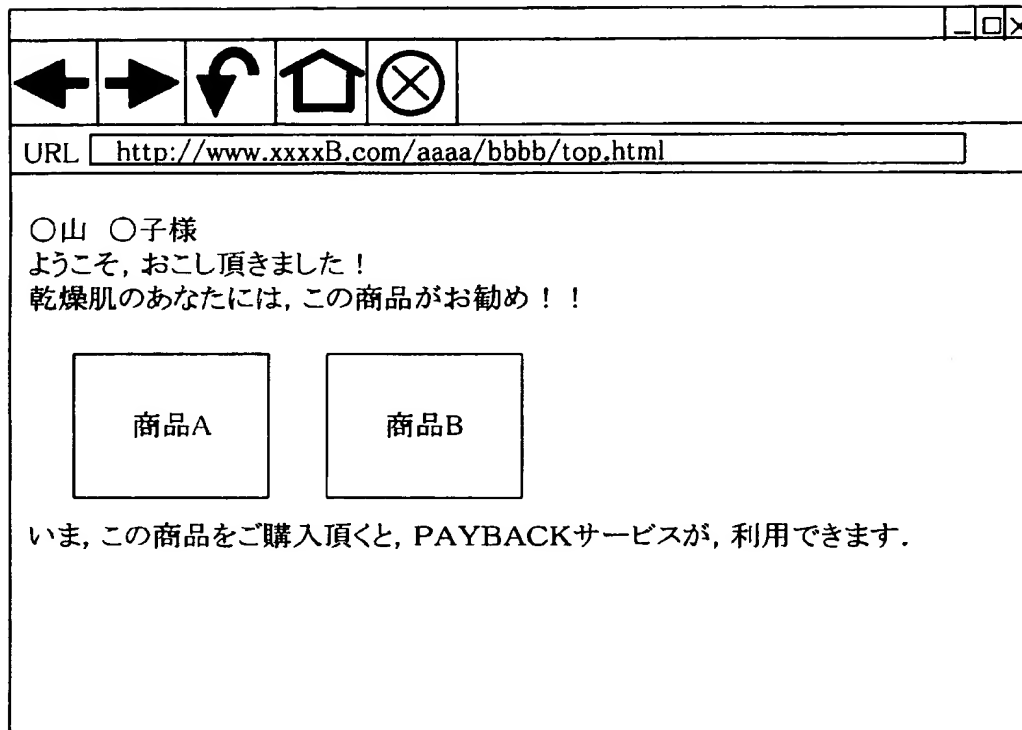 URL http://www.xxxxB.com/aaaa/bbbb/top.html
○山 ○子様
ようこそ, おこし頂きました！
乾燥肌のあなたには, この商品がお勧め！！
商品A 商品B
いま, この商品をご購入頂くと, PAYBACKサービスが, 利用できます.